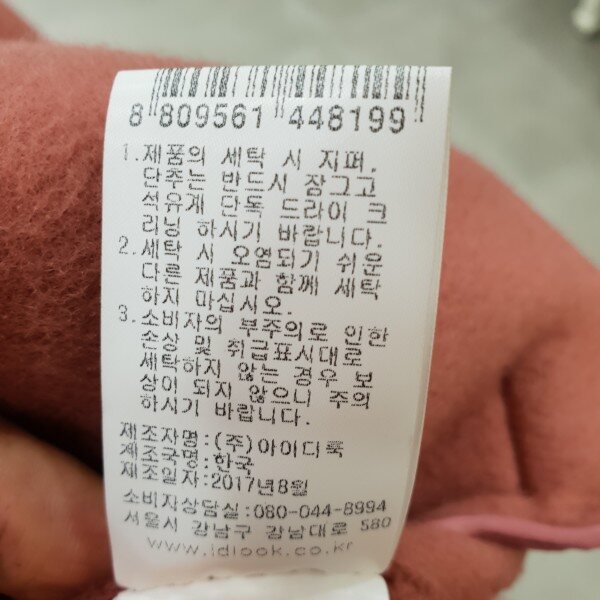 8 809561 448199
1.제품의 세탁 시 지퍼,
단추는 반드시 장그고
석유계 단독 드라이 크
리닝 하시기 바랍니다.
2.세탁 시 오염되기 쉬운
다른 제품과 함께 세탁
하지 마십시오.
3.소비자의 부주의로 인한
손상 및 취급표시대로
세탁하지 않는 경우 보
상이 되지 않으니 주의
하시기 바랍니다.
제조자명:(주)아이디룩
제조국명:한국
제조일자:2017년8월
소비자상담실:080-044-8994
서울시 강남구 강남대로 580
www.idlook.co.kr